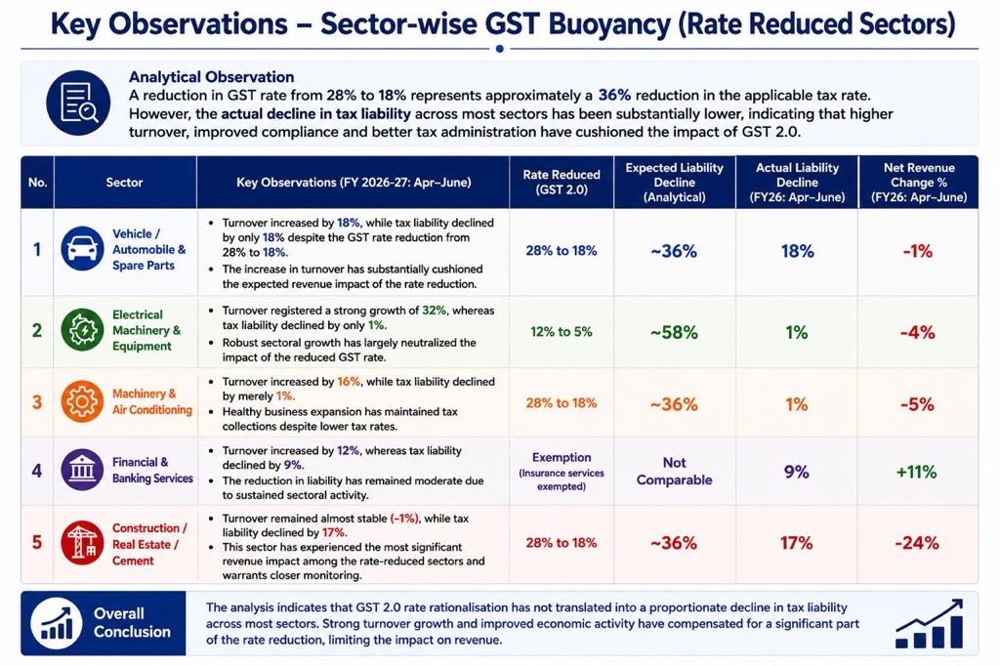 Key Observations – Sector-wise GST Buoyancy (Rate Reduced Sectors)
Analytical Observation
A reduction in GST rate from 28% to 18% represents approximately a 36% reduction in the applicable tax rate.
However, the actual decline in tax liability across most sectors has been substantially lower, indicating that higher
turnover, improved compliance and better tax administration have cushioned the impact of GST 2.0.
No.
Sector
Key Observations (FY 2026-27: Apr–June)
Rate Reduced
(GST 2.0)
Expected Liability
Decline
(Analytical)
Actual Liability
Decline
(FY26: Apr–June)
Net Revenue
Change %
(FY26: Apr–June)
1
Vehicle /
Automobile &
Spare Parts
• Turnover increased by 18%, while tax liability declined
by only 18% despite the GST rate reduction from
28% to 18%.
• The increase in turnover has substantially cushioned
the expected revenue impact of the rate reduction.
28% to 18%
~36%
18%
-1%
2
Electrical
Machinery &
Equipment
• Turnover registered a strong growth of 32%, whereas
tax liability declined by only 1%.
• Robust sectoral growth has largely neutralized the
impact of the reduced GST rate.
12% to 5%
~58%
1%
-4%
3
Machinery &
Air Conditioning
• Turnover increased by 16%, while tax liability declined
by merely 1%.
• Healthy business expansion has maintained tax
collections despite lower tax rates.
28% to 18%
~36%
1%
-5%
4
Financial &
Banking Services
• Turnover increased by 12%, whereas tax liability
declined by 9%.
• The reduction in liability has remained moderate due
to sustained sectoral activity.
Exemption
(Insurance services
exempted)
Not
Comparable
9%
+11%
5
Construction /
Real Estate /
Cement
• Turnover remained almost stable (-1%), while tax
liability declined by 17%.
• This sector has experienced the most significant
revenue impact among the rate-reduced sectors and
warrants closer monitoring.
28% to 18%
~36%
17%
-24%
Overall
Conclusion
The analysis indicates that GST 2.0 rate rationalisation has not translated into a proportionate decline in tax liability
across most sectors. Strong turnover growth and improved economic activity have compensated for a significant part
of the rate reduction, limiting the impact on revenue.